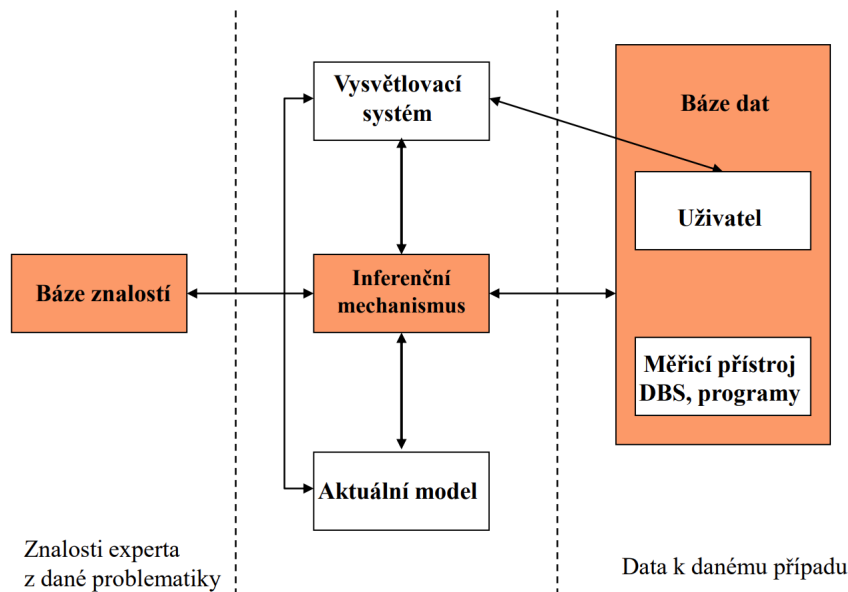 Vysvětlovací
systém
Báze dat
Uživatel
Báze znalostí
Inferenční
mechanismus
Měřicí přístroj
DBS, programy
Aktuální model
Znalosti experta
z dané problematiky
Data k danému případu